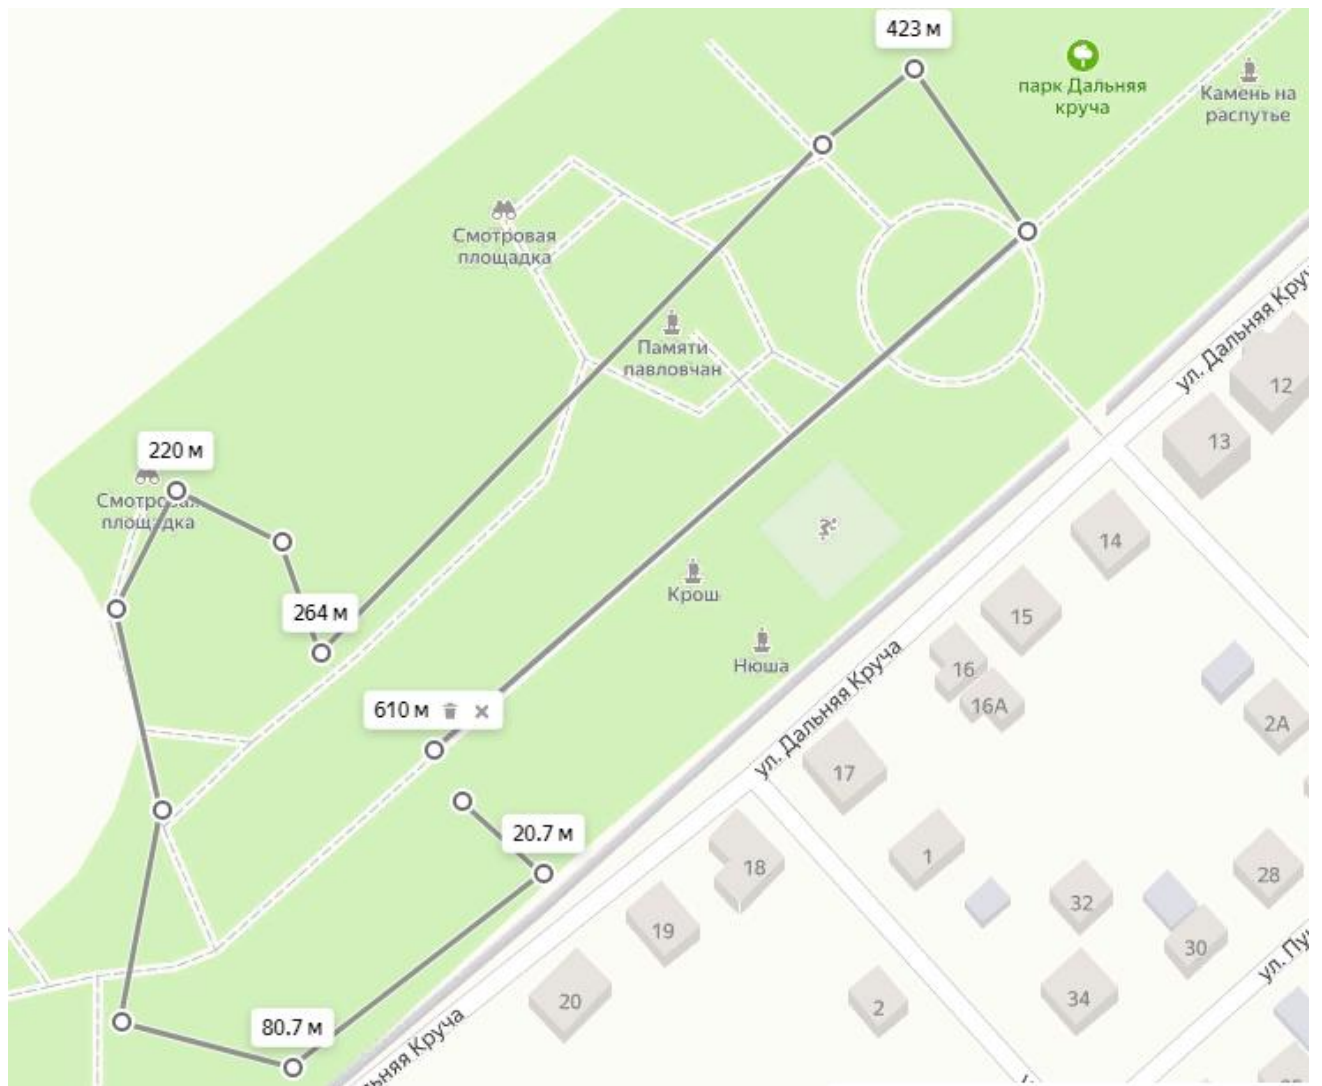 423 м
парк Дальняя
круча
Камень на
распутье
Смотровая
площадка
ул. Дальняя Круч
12
Памяти
павловчан
13
220 м
Смотровая
площадка
14
Крош
264 м
15
Нюша
16
16А
ул. Дальняя Круча
610 м
2А
17
20.7 м
1
18
28
32
19
30
ул. Пу
20
2
34
80.7 м
льняя Круча